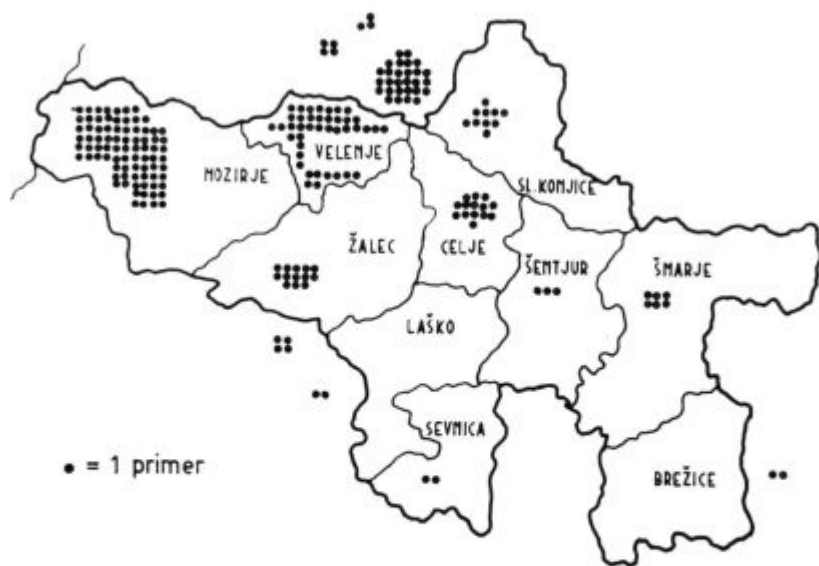 VELENJE
MOZIRJE
SL.KONJICE
ŽALEC
CELJE
ŠENTJUR
ŠMARJE
LAŠKO
SEVNICA
• = 1 primer
BREŽICE